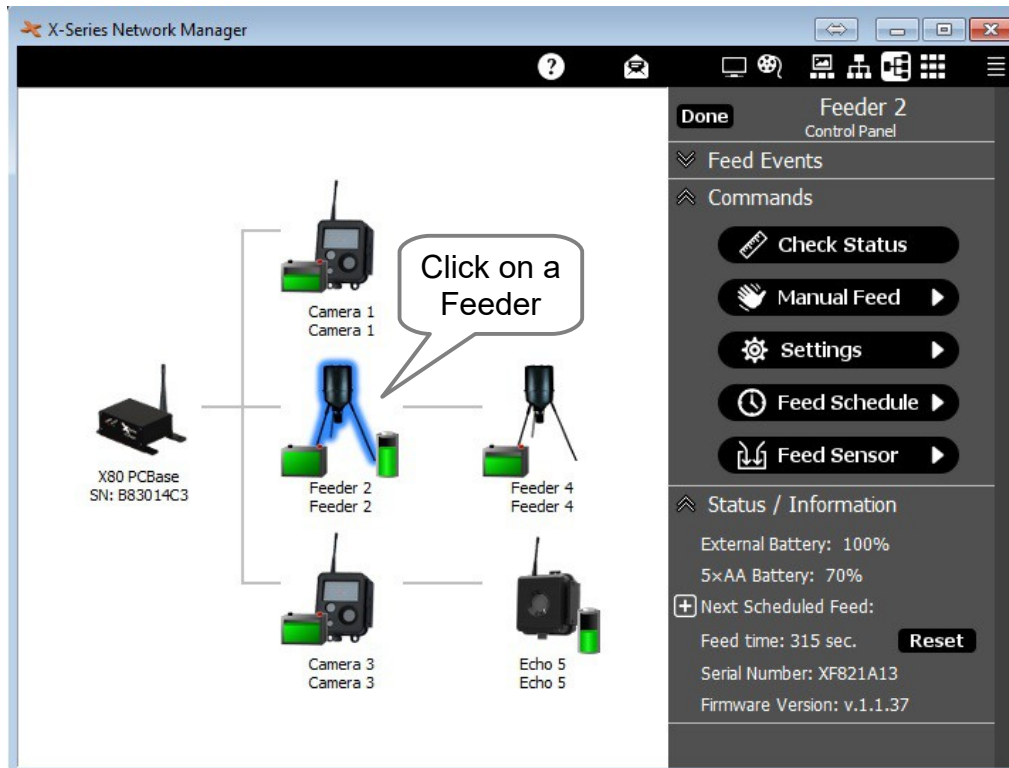 X-Series Network Manager
?
Done
Feeder 2
Control Panel
Feed Events
Commands
Check Status
Manual Feed
Settings
Feed Schedule
Feed Sensor
Status / Information
External Battery: 100%
5×AA Battery: 70%
Next Scheduled Feed:
Feed time: 315 sec.
Reset
Serial Number: XF821A13
Firmware Version: v.1.1.37
Click on a
Feeder
Camera 1
Camera 1
X80 PCBase
SN: B83014C3
Feeder 2
Feeder 2
Feeder 4
Feeder 4
Camera 3
Camera 3
Echo 5
Echo 5